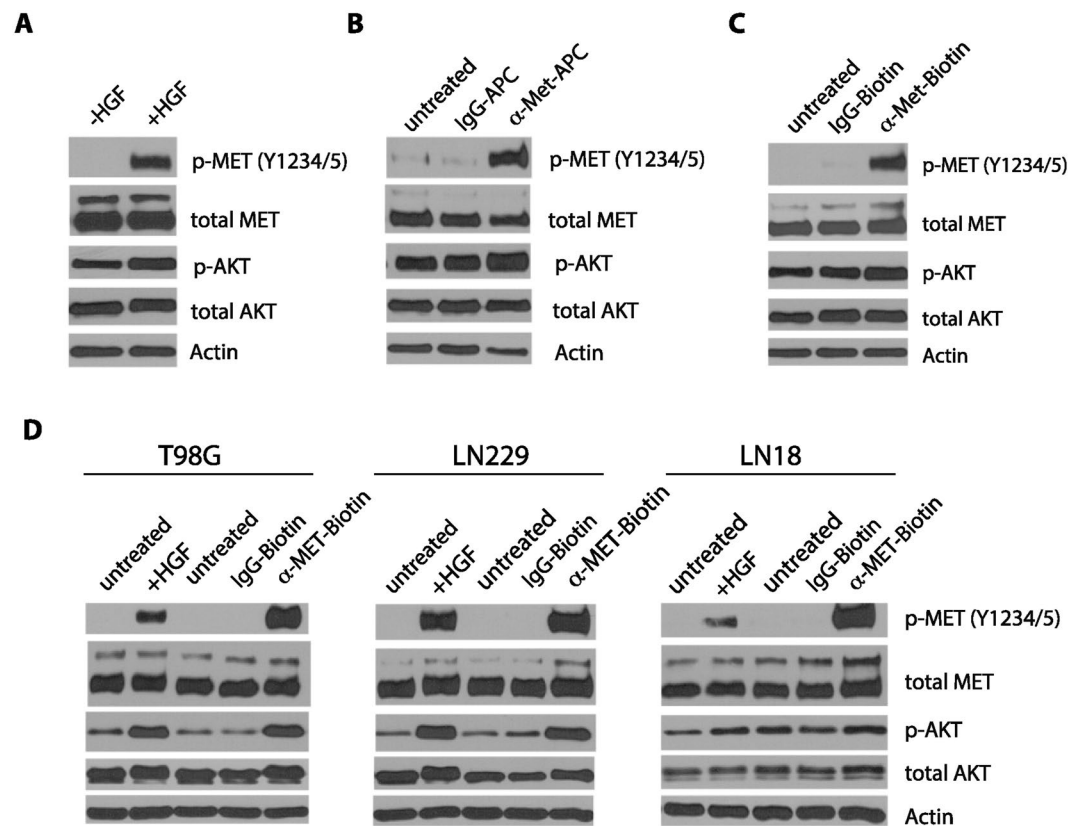 A
-HGF
+HGF
p-MET (Y1234/5)
total MET
p-AKT
total AKT
Actin
B
untreated
IgG-APC
α-Met-APC
p-MET (Y1234/5)
total MET
p-AKT
total AKT
Actin
C
untreated
IgG-Biotin
α-Met-Biotin
p-MET (Y1234/5)
total MET
p-AKT
total AKT
Actin
D
T98G
untreated
+HGF
untreated
IgG-Biotin
α-MET-Biotin
LN229
untreated
+HGF
untreated
IgG-Biotin
α-MET-Biotin
LN18
untreated
+HGF
untreated
IgG-Biotin
α-MET-Biotin
p-MET (Y1234/5)
total MET
p-AKT
total AKT
Actin